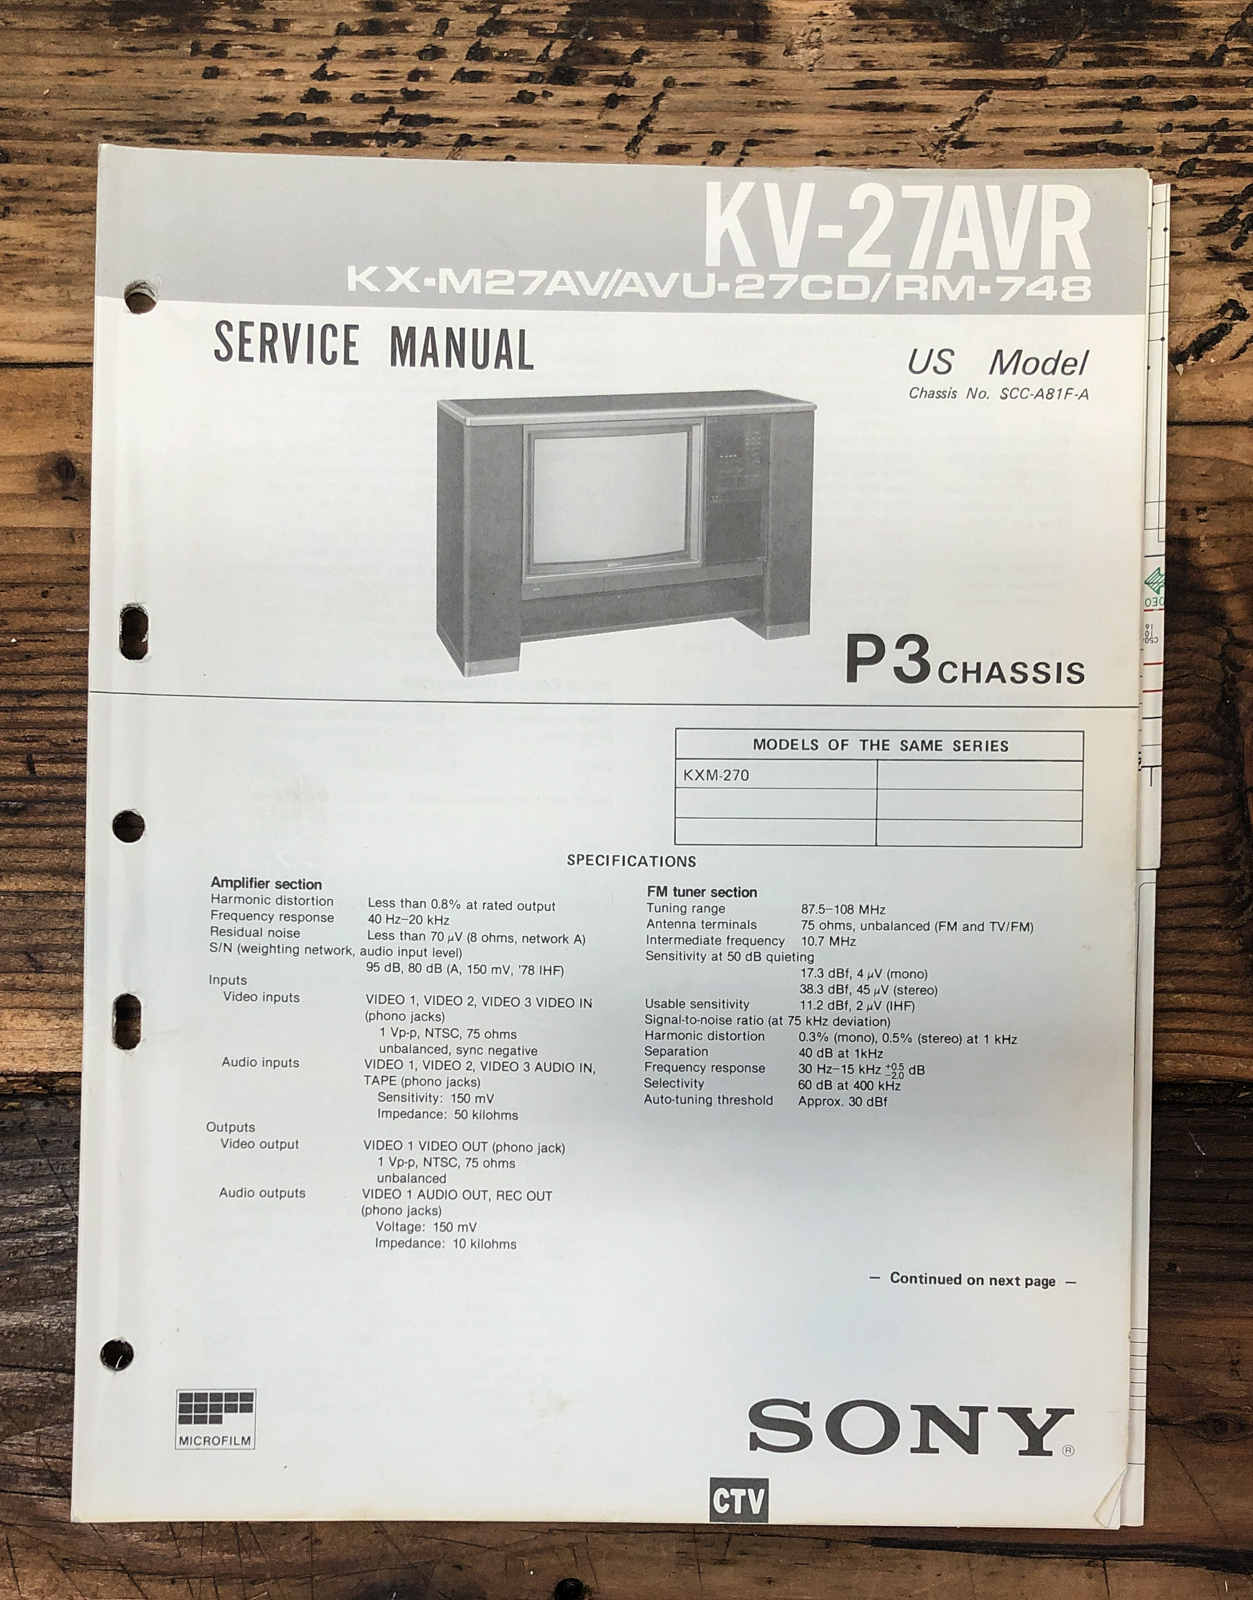 KV-27AVR
KX-M27AV/AVU-27CD/RM-748
SERVICE MANUAL
US Model
Chassis No. SCC-A81F-A
P3 CHASSIS
MODELS OF THE SAME SERIES
KXM-270
SPECIFICATIONS
Amplifier section
Harmonic distortion Less than 0.8% at rated output
Frequency response 40 Hz–20 kHz
Residual noise Less than 70 μV (8 ohms, network A)
S/N (weighting network, audio input level)
95 dB, 80 dB (A, 150 mV, '78 IHF)
Inputs
Video inputs VIDEO 1, VIDEO 2, VIDEO 3 VIDEO IN
(phono jacks)
1 Vp-p, NTSC, 75 ohms
unbalanced, sync negative
Audio inputs VIDEO 1, VIDEO 2, VIDEO 3 AUDIO IN,
TAPE (phono jacks)
Sensitivity: 150 mV
Impedance: 50 kilohms
Outputs
Video output VIDEO 1 VIDEO OUT (phono jack)
1 Vp-p, NTSC, 75 ohms
unbalanced
Audio outputs VIDEO 1 AUDIO OUT, REC OUT
(phono jacks)
Voltage: 150 mV
Impedance: 10 kilohms
FM tuner section
Tuning range 87.5–108 MHz
Antenna terminals 75 ohms, unbalanced (FM and TV/FM)
Intermediate frequency 10.7 MHz
Sensitivity at 50 dB quieting
17.3 dBf, 4 μV (mono)
38.3 dBf, 45 μV (stereo)
Usable sensitivity 11.2 dBf, 2 μV (IHF)
Signal-to-noise ratio (at 75 kHz deviation)
Harmonic distortion 0.3% (mono), 0.5% (stereo) at 1 kHz
Separation 40 dB at 1kHz
Frequency response 30 Hz–15 kHz +0.5 −2.0 dB
Selectivity 60 dB at 400 kHz
Auto-tuning threshold Approx. 30 dBf
— Continued on next page —
MICROFILM
SONY®
CTV